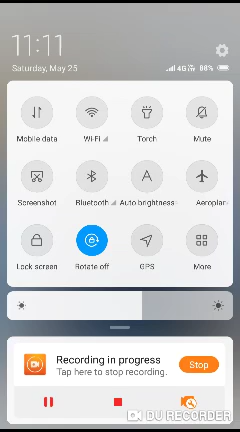 11:11
Saturday, May 25
4G 88%
Mobile data Wi-Fi Torch Mute
Screenshot Bluetooth Auto brightness Aeroplan
Lock screen Rotate off GPS More
Recording in progress
Tap here to stop recording.
Stop
DU RECORDER